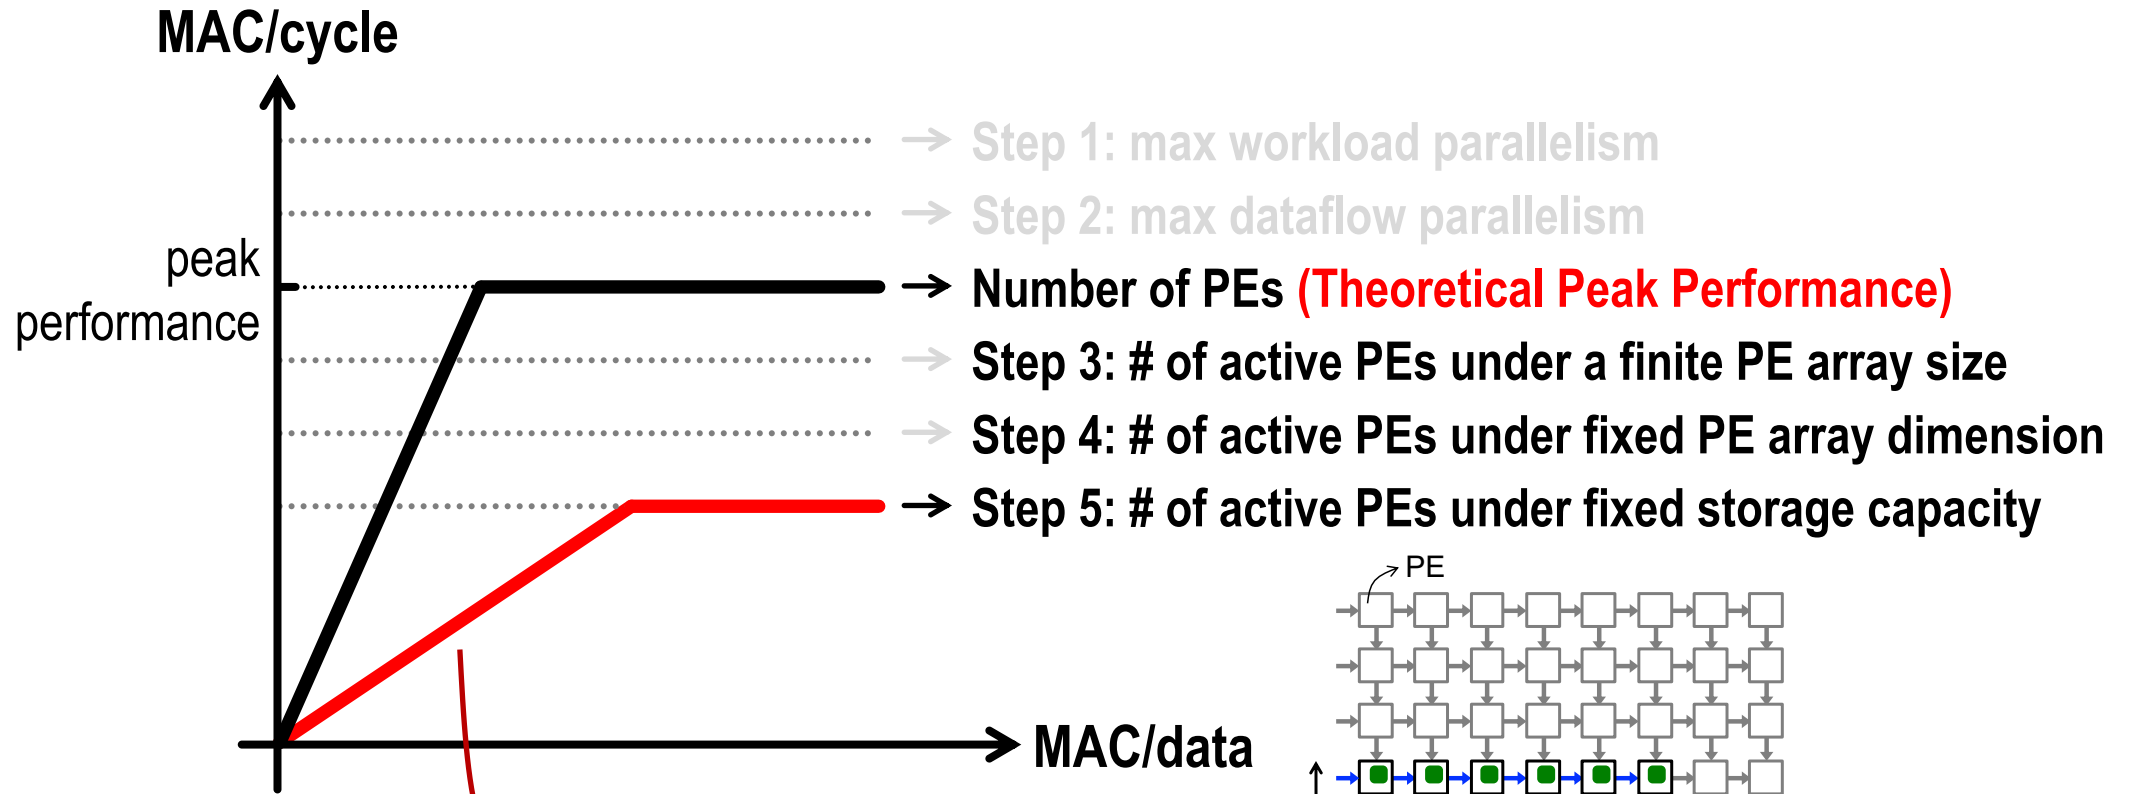 MAC/cycle
Step 1: max workload parallelism
Step 2: max dataflow parallelism
peak
performance
Number of PEs (Theoretical Peak Performance)
Step 3: # of active PEs under a finite PE array size
Step 4: # of active PEs under fixed PE array dimension
Step 5: # of active PEs under fixed storage capacity
PE
MAC/data